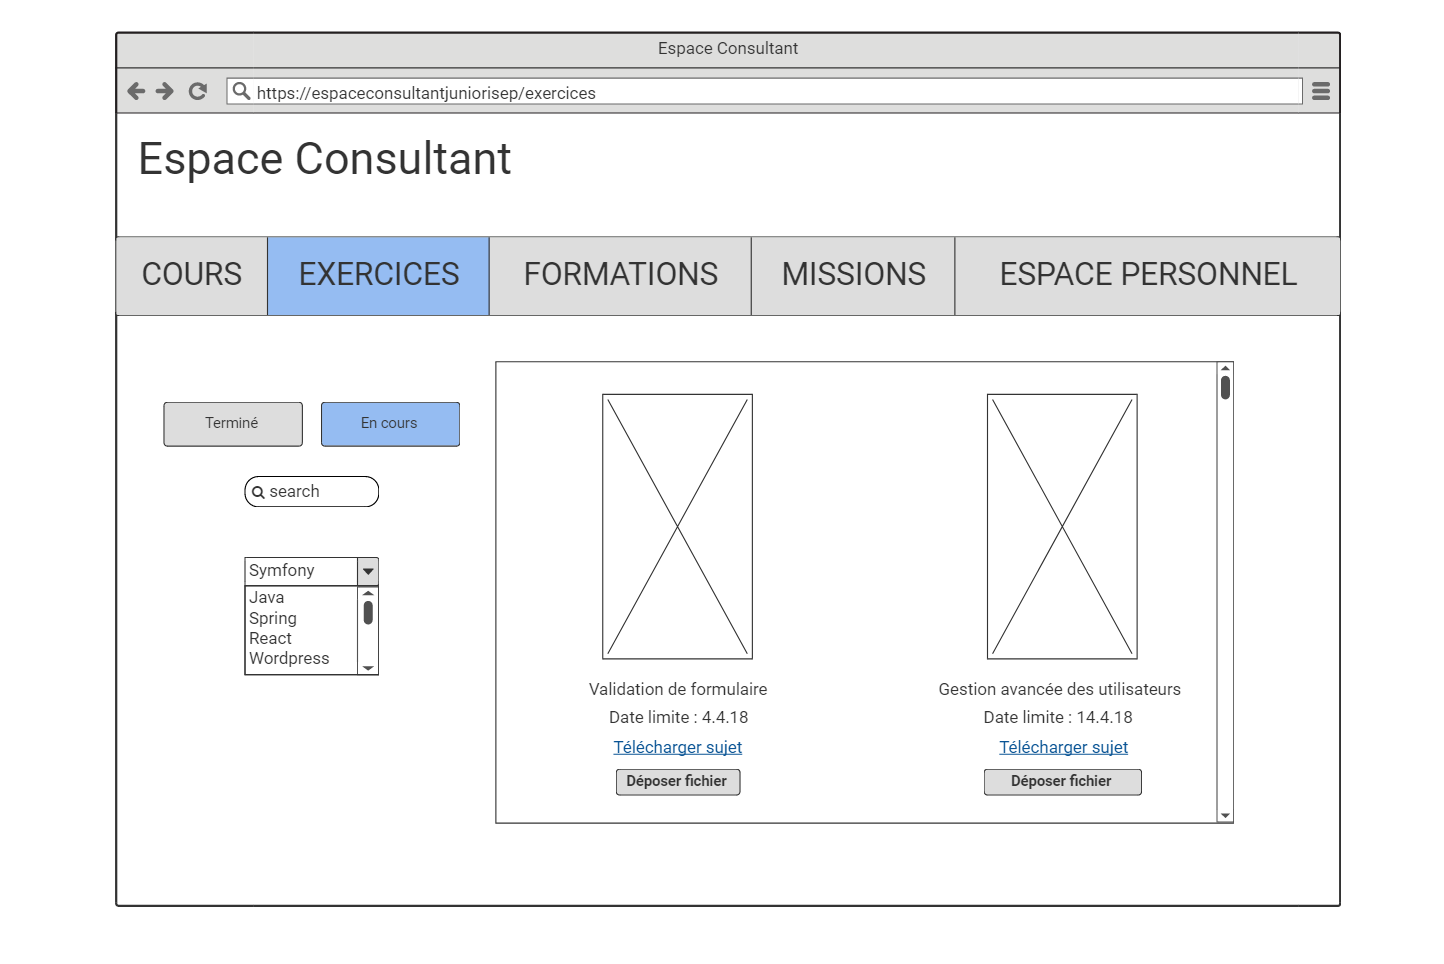 Espace Consultant
https://espaceconsultantjuniorisep/exercices
Espace Consultant
COURS EXERCICES FORMATIONS MISSIONS ESPACE PERSONNEL
Terminé En cours
search
Symfony
Java
Spring
React
Wordpress
Validation de formulaire
Date limite : 4.4.18
Télécharger sujet
Déposer fichier
Gestion avancée des utilisateurs
Date limite : 14.4.18
Télécharger sujet
Déposer fichier